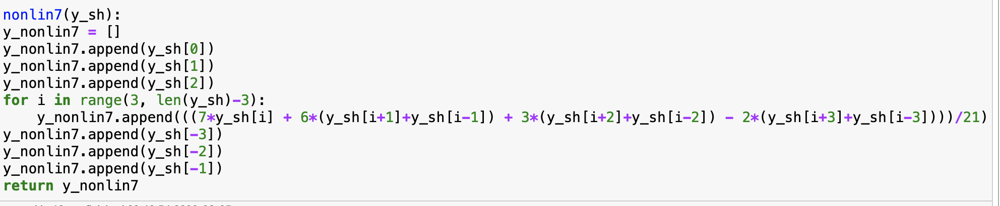 nonlin7(y_sh):
y_nonlin7 = []
y_nonlin7.append(y_sh[0])
y_nonlin7.append(y_sh[1])
y_nonlin7.append(y_sh[2])
for i in range(3, len(y_sh)-3):
    y_nonlin7.append(((7*y_sh[i] + 6*(y_sh[i+1]+y_sh[i-1]) + 3*(y_sh[i+2]+y_sh[i-2]) - 2*(y_sh[i+3]+y_sh[i-3])))/21)
y_nonlin7.append(y_sh[-3])
y_nonlin7.append(y_sh[-2])
y_nonlin7.append(y_sh[-1])
return y_nonlin7